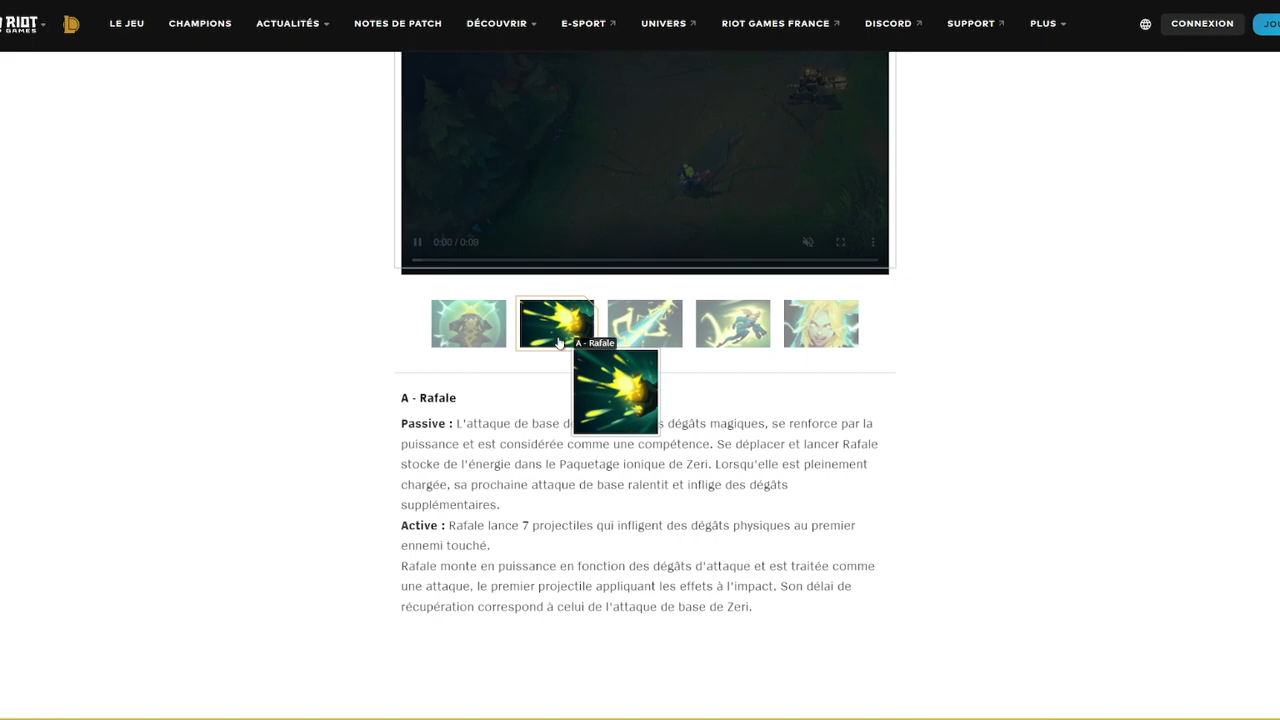 RIOT
GAMES
LE JEU CHAMPIONS ACTUALITÉS NOTES DE PATCH DÉCOUVRIR E-SPORT UNIVERS RIOT GAMES FRANCE DISCORD SUPPORT PLUS CONNEXION JOU
0:00 / 0:09
A - Rafale
A - Rafale
Passive : L'attaque de base d s dégâts magiques, se renforce par la
puissance et est considérée comme une compétence. Se déplacer et lancer Rafale
stocke de l'énergie dans le Paquetage ionique de Zeri. Lorsqu'elle est pleinement
chargée, sa prochaine attaque de base ralentit et inflige des dégâts
supplémentaires.
Active : Rafale lance 7 projectiles qui infligent des dégâts physiques au premier
ennemi touché.
Rafale monte en puissance en fonction des dégâts d'attaque et est traitée comme
une attaque, le premier projectile appliquant les effets à l'impact. Son délai de
récupération correspond à celui de l'attaque de base de Zeri.